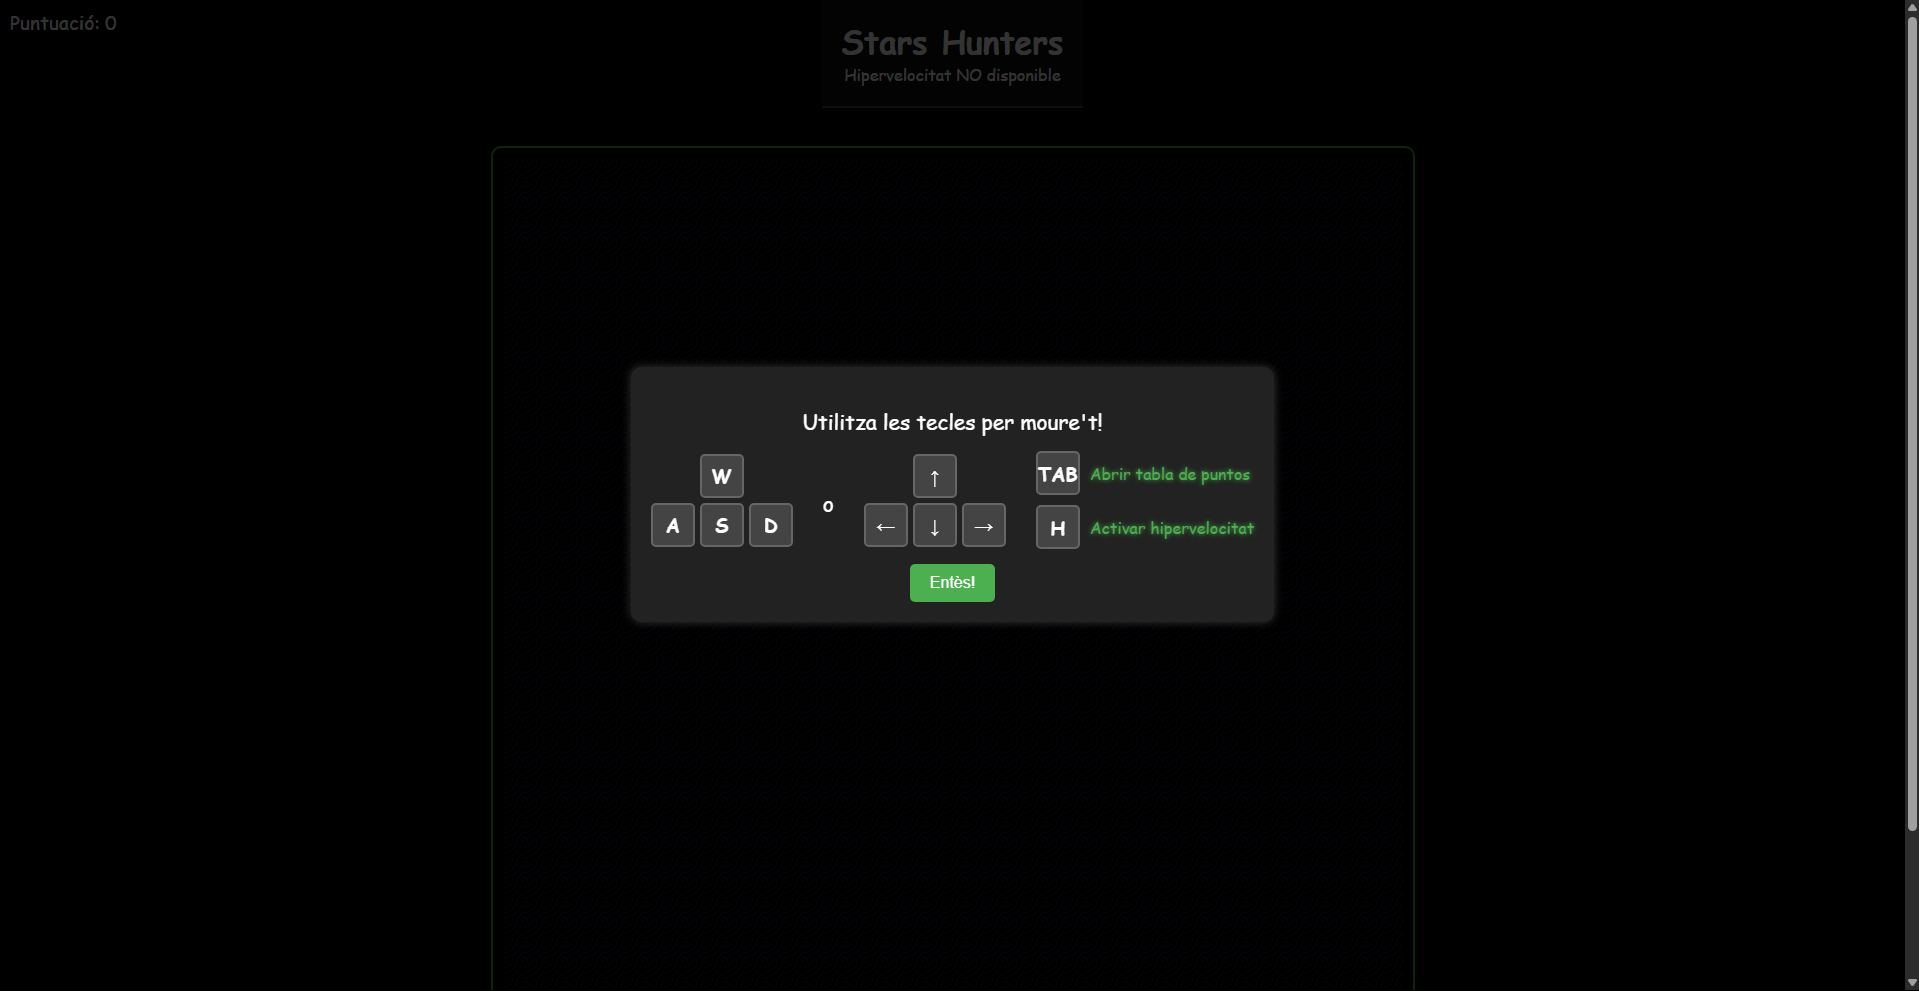 Puntuació: 0
Stars Hunters
Hipervelocitat NO disponible
Utilitza les tecles per moure't!
W
A S D
o
↑
← ↓ →
TAB Abrir tabla de puntos
H Activar hipervelocitat
Entès!